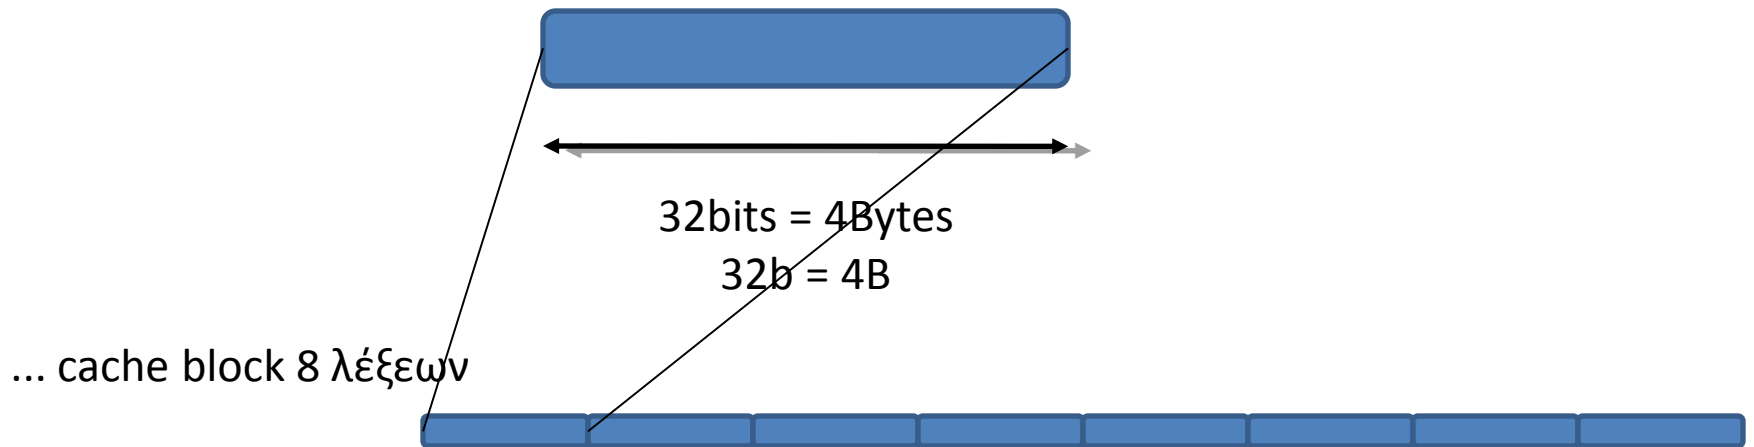 32bits = 4Bytes
32b = 4B
... cache block 8 λέξεων